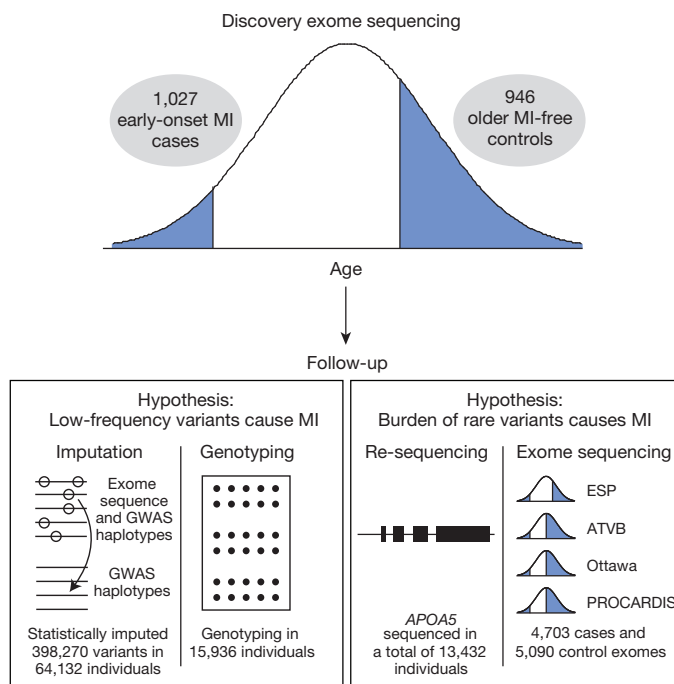 Discovery exome sequencing
1,027
early-onset MI
cases
946
older MI-free
controls
Age
Follow-up
Hypothesis:
Low-frequency variants cause MI
Imputation
Exome
sequence
and GWAS
haplotypes
GWAS
haplotypes
Statistically imputed
398,270 variants in
64,132 individuals
Genotyping
Genotyping in
15,936 individuals
Hypothesis:
Burden of rare variants causes MI
Re-sequencing
APOA5
sequenced in
a total of 13,432
individuals
Exome sequencing
ESP
ATVB
Ottawa
PROCARDIS
4,703 cases and
5,090 control exomes